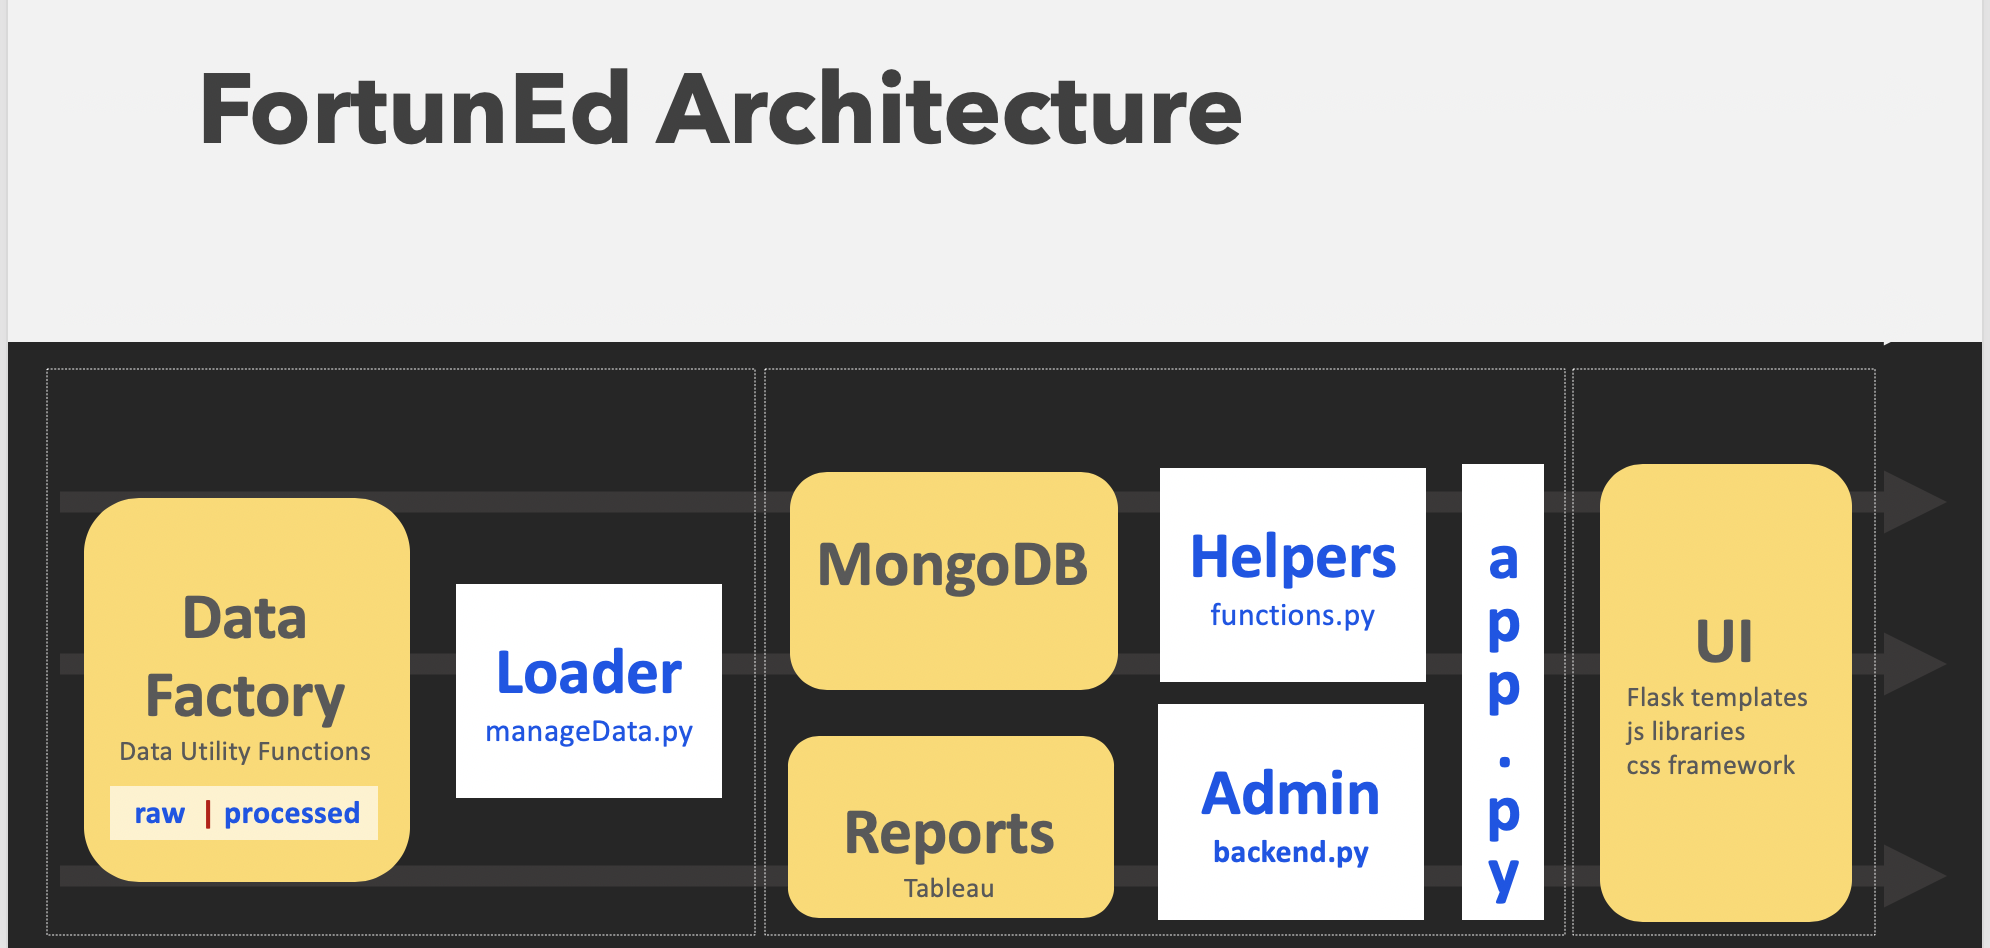 FortunEd Architecture
Data
Factory
Data Utility Functions
raw | processed
Loader
manageData.py
MongoDB
Reports
Tableau
Helpers
functions.py
Admin
backend.py
app.py
UI
Flask templates
js libraries
css framework